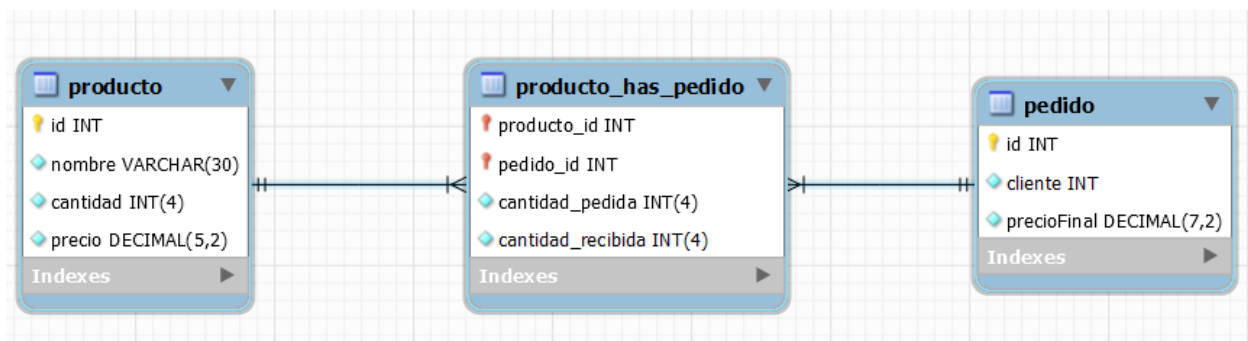 producto
id INT
nombre VARCHAR(30)
cantidad INT(4)
precio DECIMAL(5,2)
Indexes
producto_has_pedido
producto_id INT
pedido_id INT
cantidad_pedida INT(4)
cantidad_recibida INT(4)
Indexes
pedido
id INT
cliente INT
precioFinal DECIMAL(7,2)
Indexes